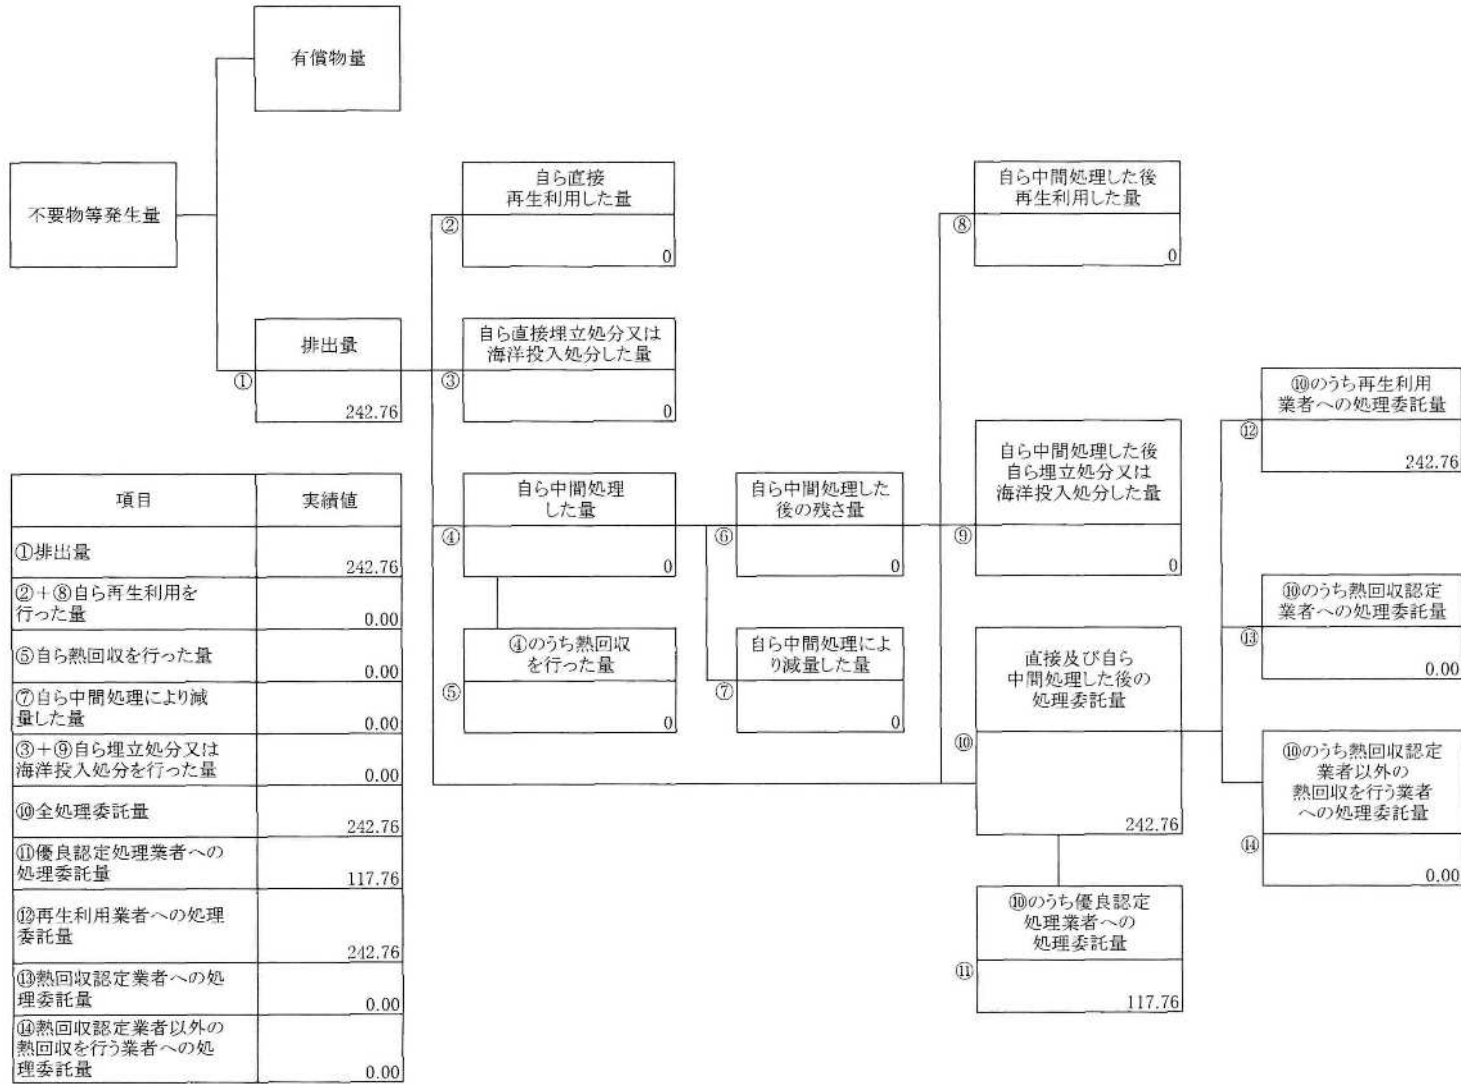 有償物量
不要物等発生量
①
排出量
242.76
②
自ら直接
再生利用した量
0
③
自ら直接埋立処分又は
海洋投入処分した量
0
④
自ら中間処理
した量
0
⑤
④のうち熱回収
を行った量
0
⑥
自ら中間処理した
後の残さ量
0
⑦
自ら中間処理によ
り減量した量
0
⑧
自ら中間処理した後
再生利用した量
0
⑨
自ら中間処理した後
自ら埋立処分又は
海洋投入処分した量
0
⑩
直接及び自ら
中間処理した後の
処理委託量
242.76
⑪
⑩のうち優良認定
処理業者への
処理委託量
117.76
⑫
⑩のうち再生利用
業者への処理委託量
242.76
⑬
⑩のうち熱回収認定
業者への処理委託量
0.00
⑭
⑩のうち熱回収認定
業者以外の
熱回収を行う業者
への処理委託量
0.00
項目
実績値
①排出量
242.76
②+⑧自ら再生利用を
行った量
0.00
⑤自ら熱回収を行った量
0.00
⑦自ら中間処理により減
量した量
0.00
③+⑨自ら埋立処分又は
海洋投入処分を行った量
0.00
⑩全処理委託量
242.76
⑪優良認定処理業者への
処理委託量
117.76
⑫再生利用業者への処理
委託量
242.76
⑬熱回収認定業者への処
理委託量
0.00
⑭熱回収認定業者以外の
熱回収を行う業者への処
理委託量
0.00